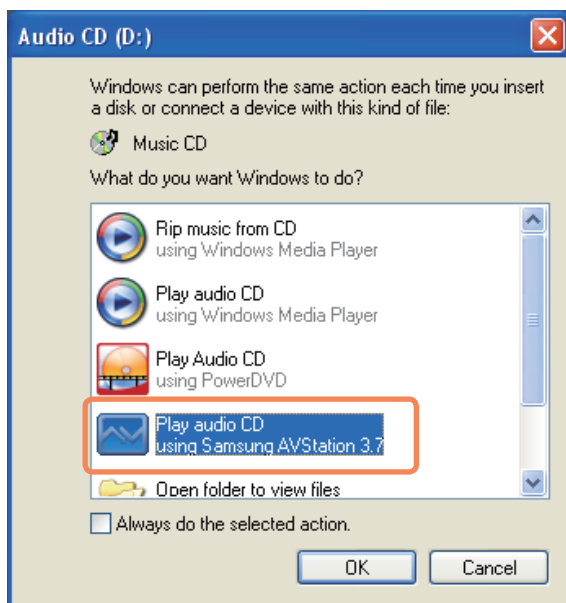 Audio CD (D:)
Windows can perform the same action each time you insert
a disk or connect a device with this kind of file:
Music CD
What do you want Windows to do?
Rip music from CD
using Windows Media Player
Play audio CD
using Windows Media Player
Play Audio CD
using PowerDVD
Play audio CD
using Samsung AVStation 3.7
Open folder to view files
Always do the selected action.
OK
Cancel